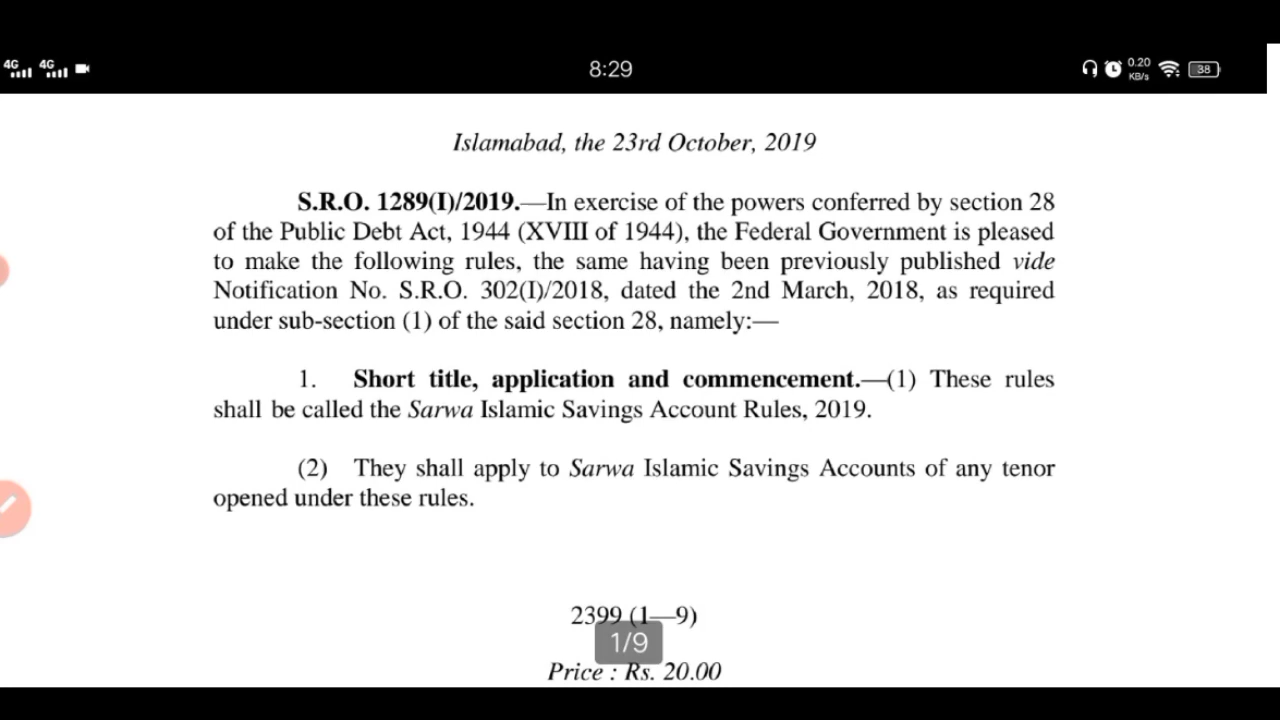 4G 4G 8:29 0.20 KB/s 38
Islamabad, the 23rd October, 2019
S.R.O. 1289(I)/2019.—In exercise of the powers conferred by section 28
of the Public Debt Act, 1944 (XVIII of 1944), the Federal Government is pleased
to make the following rules, the same having been previously published vide
Notification No. S.R.O. 302(I)/2018, dated the 2nd March, 2018, as required
under sub-section (1) of the said section 28, namely:—
1. Short title, application and commencement.—(1) These rules
shall be called the Sarwa Islamic Savings Account Rules, 2019.
(2) They shall apply to Sarwa Islamic Savings Accounts of any tenor
opened under these rules.
2399 (1—9)
1/9
Price : Rs. 20.00